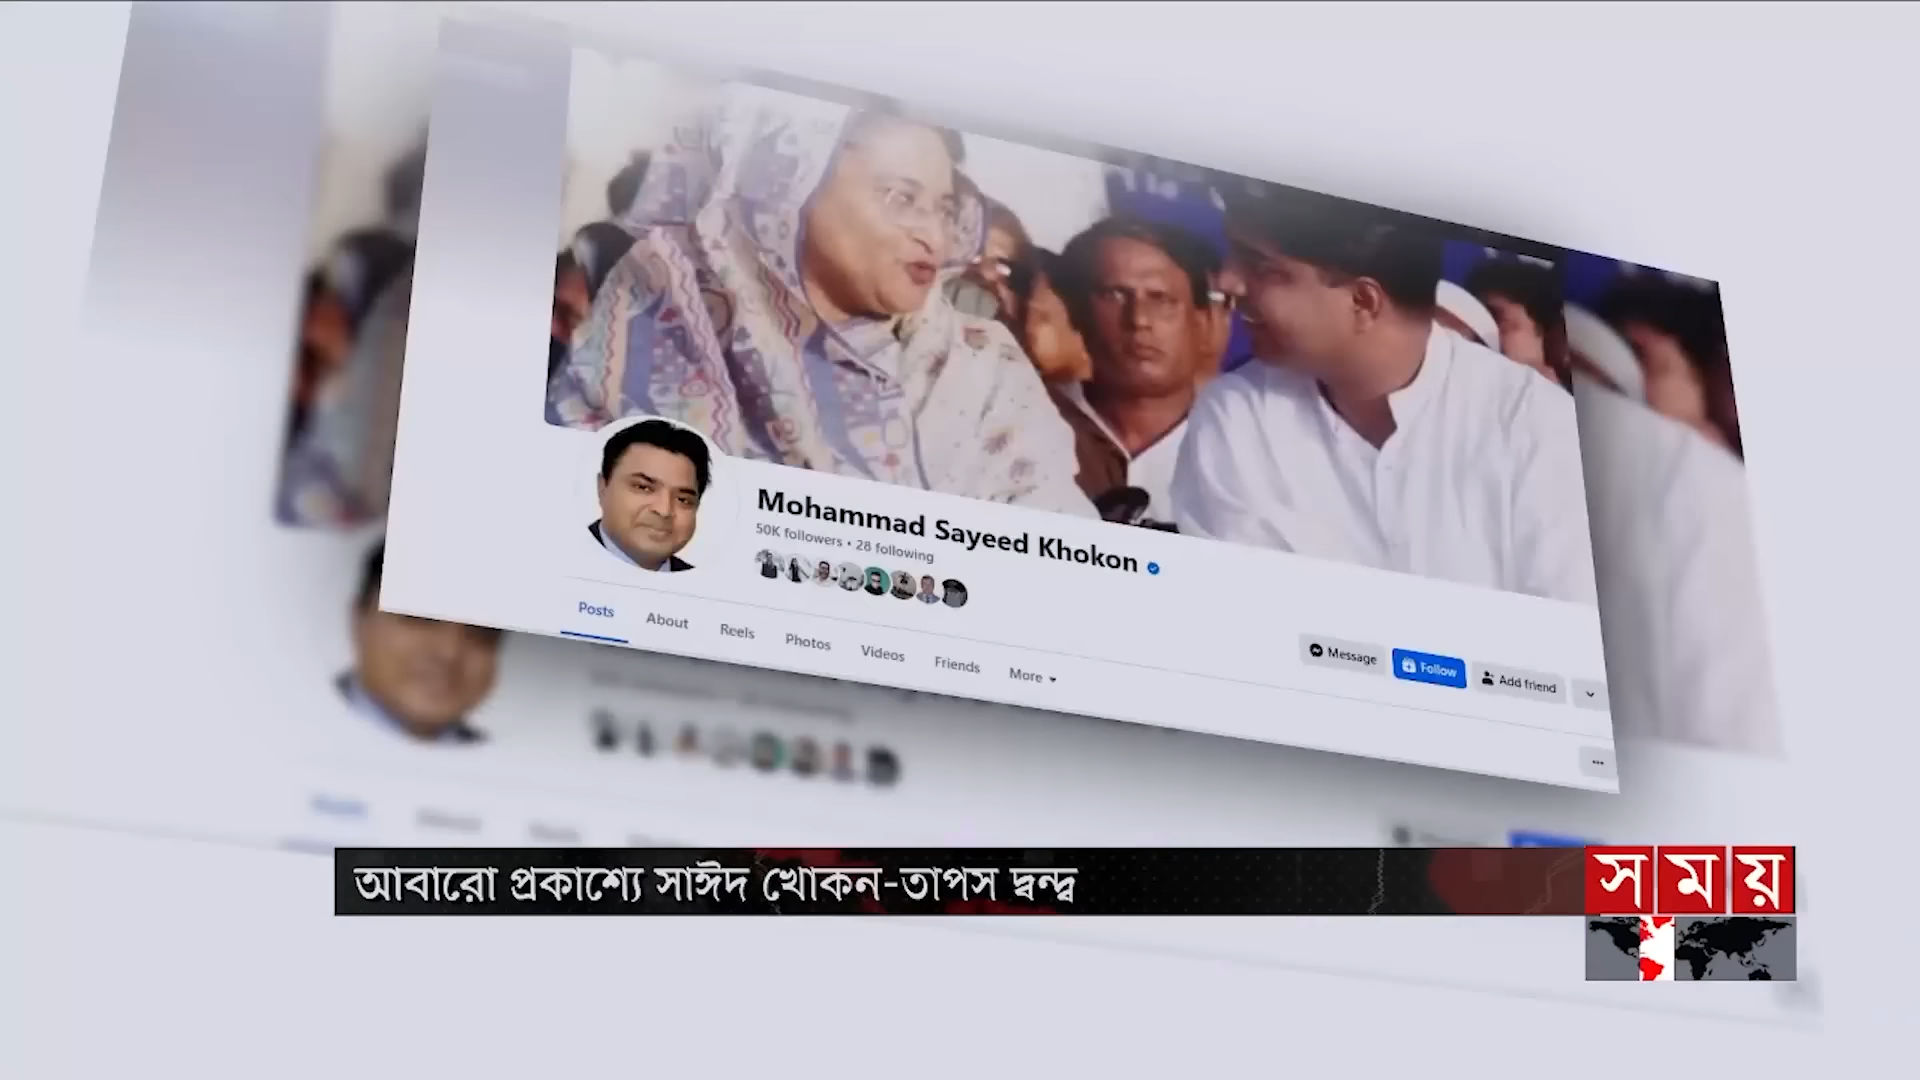 Mohammad Sayeed Khokon
50K followers • 28 following
Posts
About
Reels
Photos
Videos
Friends
More
Message
Follow
Add friend
আবারো প্রকাশ্যে সাঈদ খোকন-তাপস দ্বন্দ্ব
সময়